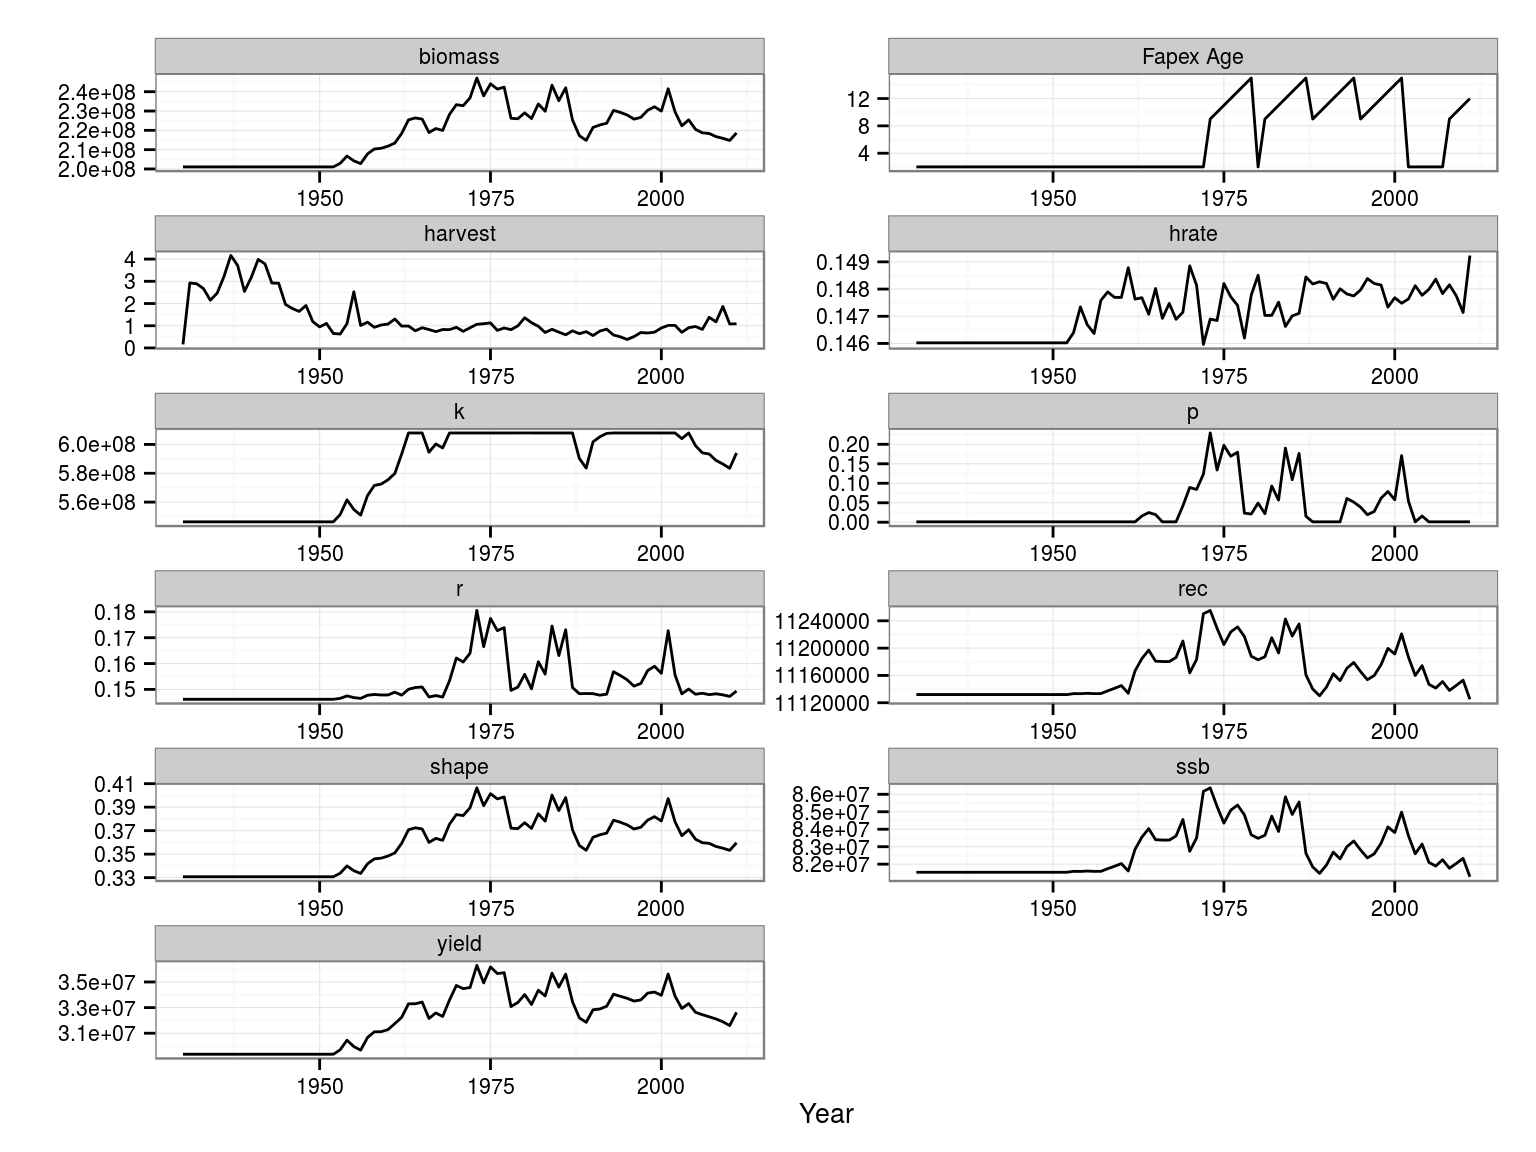 biomass
2.4e+08
2.3e+08
2.2e+08
2.1e+08
2.0e+08
1950 1975 2000
Fapex Age
12
8
4
1950 1975 2000
harvest
4
3
2
1
0
1950 1975 2000
hrate
0.149
0.148
0.147
0.146
1950 1975 2000
k
6.0e+08
5.8e+08
5.6e+08
1950 1975 2000
p
0.20
0.15
0.10
0.05
0.00
1950 1975 2000
r
0.18
0.17
0.16
0.15
1950 1975 2000
rec
11240000
11200000
11160000
11120000
1950 1975 2000
shape
0.41
0.39
0.37
0.35
0.33
1950 1975 2000
ssb
8.6e+07
8.5e+07
8.4e+07
8.3e+07
8.2e+07
1950 1975 2000
yield
3.5e+07
3.3e+07
3.1e+07
1950 1975 2000
Year